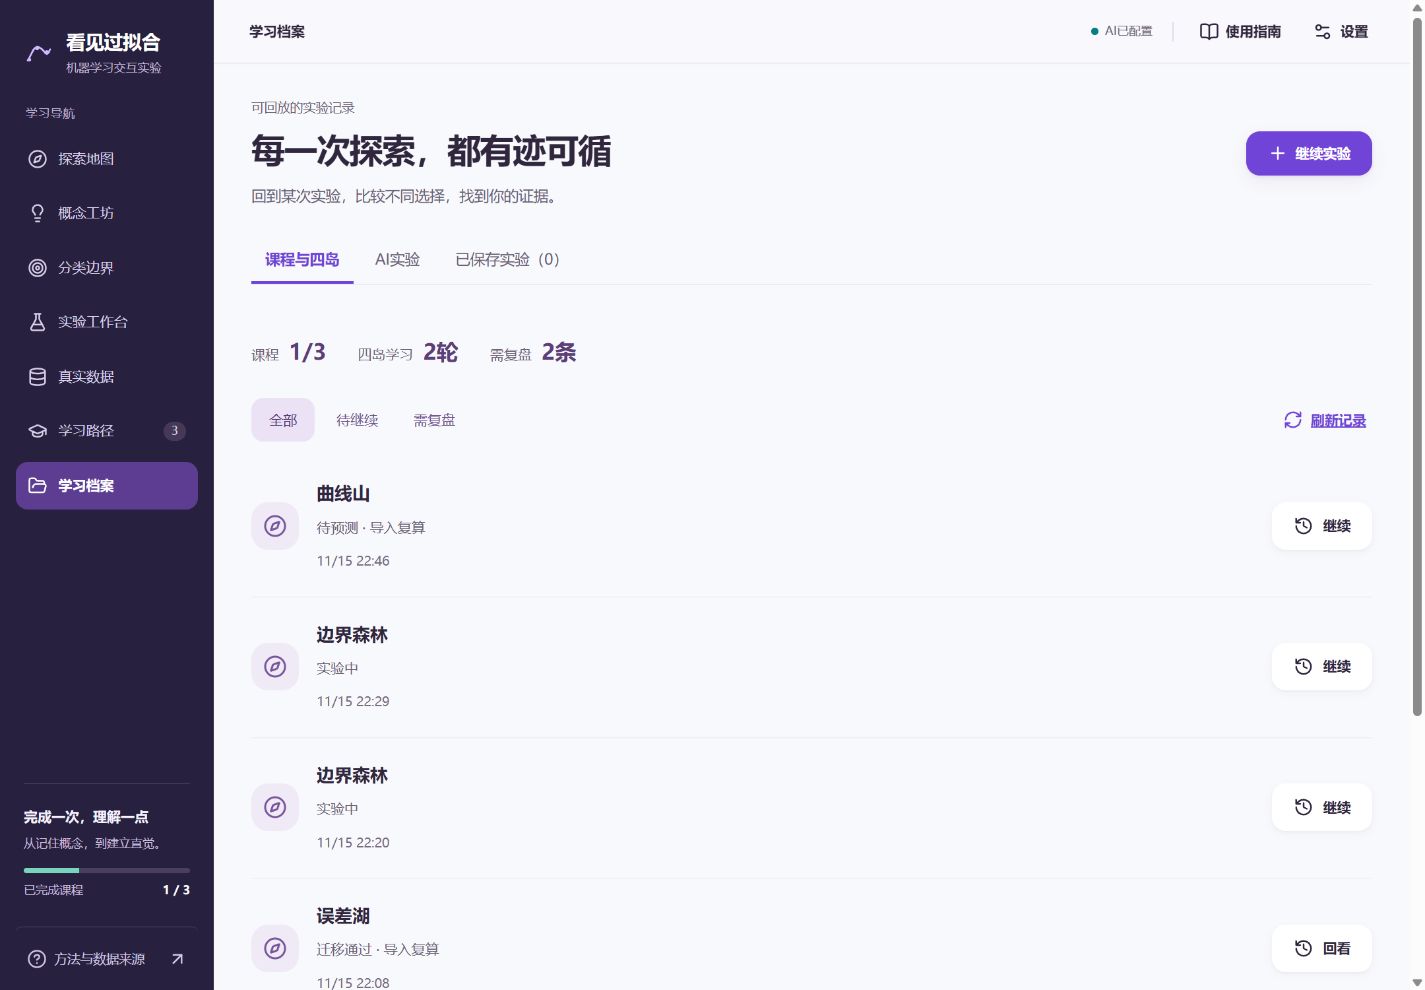 看见过拟合
机器学习交互实验
学习导航
探索地图
概念工坊
分类边界
实验工作台
真实数据
学习路径 3
学习档案
完成一次，理解一点
从记住概念，到建立直觉。
已完成课程 1 / 3
方法与数据来源
学习档案
AI已配置
使用指南
设置
可回放的实验记录
每一次探索，都有迹可循
回到某次实验，比较不同选择，找到你的证据。
继续实验
课程与四岛 AI实验 已保存实验（0）
课程 1/3 四岛学习 2轮 需复盘 2条
全部 待继续 需复盘
刷新记录
曲线山
待预测 · 导入复算
11/15 22:46
继续
边界森林
实验中
11/15 22:29
继续
边界森林
实验中
11/15 22:20
继续
误差湖
迁移通过 · 导入复算
11/15 22:08
回看